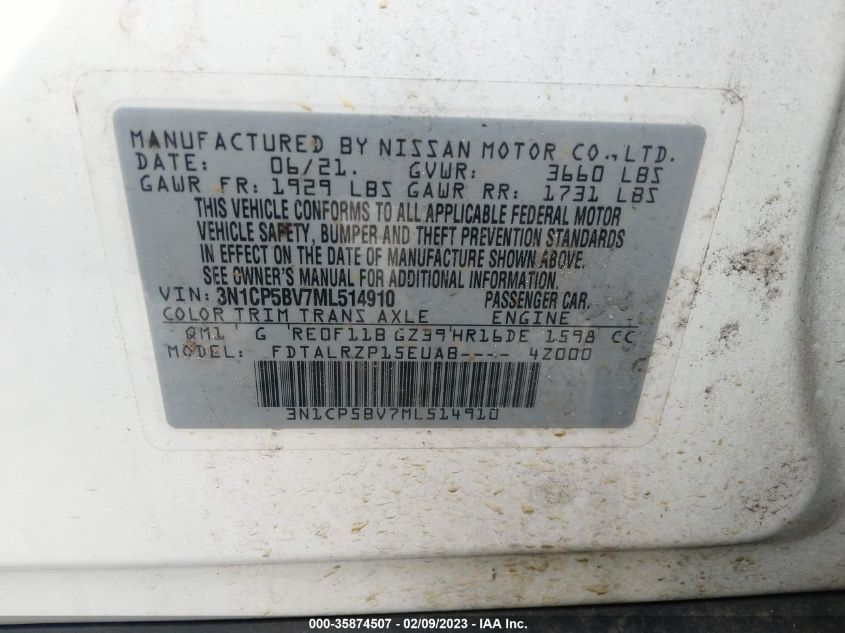 MANUFACTURED BY NISSAN MOTOR CO., LTD.
DATE: 06/21. GVWR: 3660 LBS
GAWR FR: 1929 LBS GAWR RR: 1731 LBS
THIS VEHICLE CONFORMS TO ALL APPLICABLE FEDERAL MOTOR
VEHICLE SAFETY, BUMPER AND THEFT PREVENTION STANDARDS
IN EFFECT ON THE DATE OF MANUFACTURE SHOWN ABOVE.
SEE OWNER'S MANUAL FOR ADDITIONAL INFORMATION.
VIN: 3N1CP5BV7ML514910 PASSENGER CAR.
COLOR TRIM TRANS AXLE ENGINE
QM1 G RE0F11B GZ39 HR16DE 1598 CC
MODEL: FDTALRZP15EUAB---- 4Z000
3N1CP5BV7ML514910
000-35874507 - 02/09/2023 - IAA Inc.